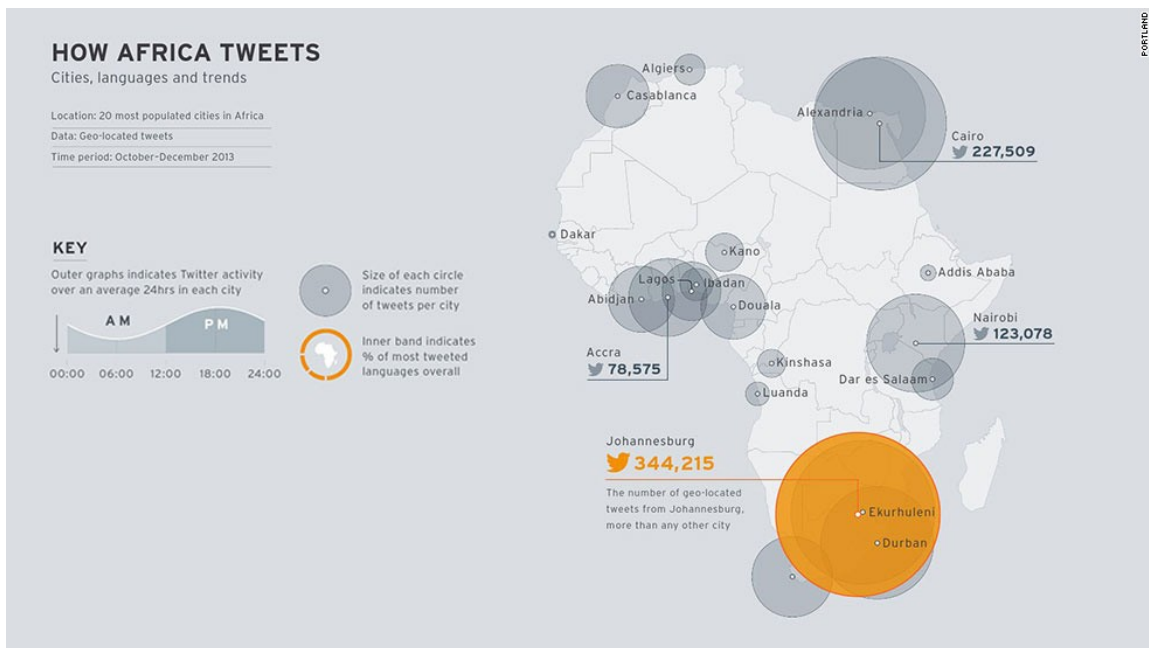 PORTLAND
HOW AFRICA TWEETS
Cities, languages and trends
Location: 20 most populated cities in Africa
Data: Geo-located tweets
Time period: October-December 2013
KEY
Outer graphs indicates Twitter activity
over an average 24hrs in each city
AM
PM
00:00 06:00 12:00 18:00 24:00
Size of each circle
indicates number
of tweets per city
Inner band indicates
% of most tweeted
languages overall
Algiers
Casablanca
Alexandria
Cairo
227,509
Dakar
Kano
Addis Ababa
Lagos
Ibadan
Abidjan
Douala
Nairobi
123,078
Accra
78,575
Kinshasa
Dar es Salaam
Luanda
Johannesburg
344,215
The number of geo-located
tweets from Johannesburg,
more than any other city
Ekurhuleni
Durban